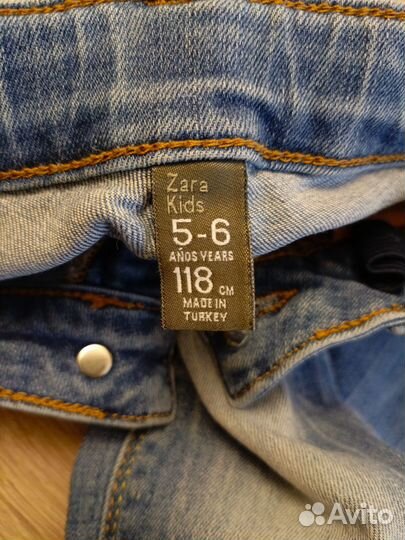 Zara
Kids
5-6
AÑOS YEARS
118 CM
MADE IN
TURKEY
Avito